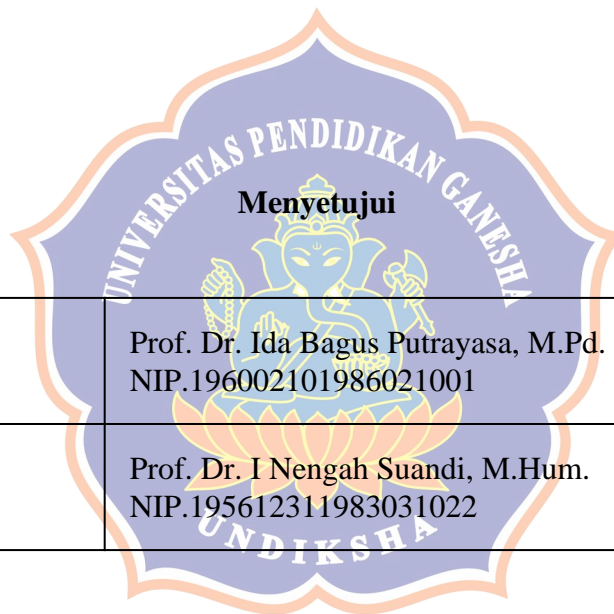 UNIVERSITAS PENDIDIKAN GANESHA
Menyetujui
Prof. Dr. Ida Bagus Putrayasa, M.Pd.
NIP.196002101986021001
Prof. Dr. I Nengah Suandi, M.Hum.
NIP.195612311983031022
UNDIKSHA